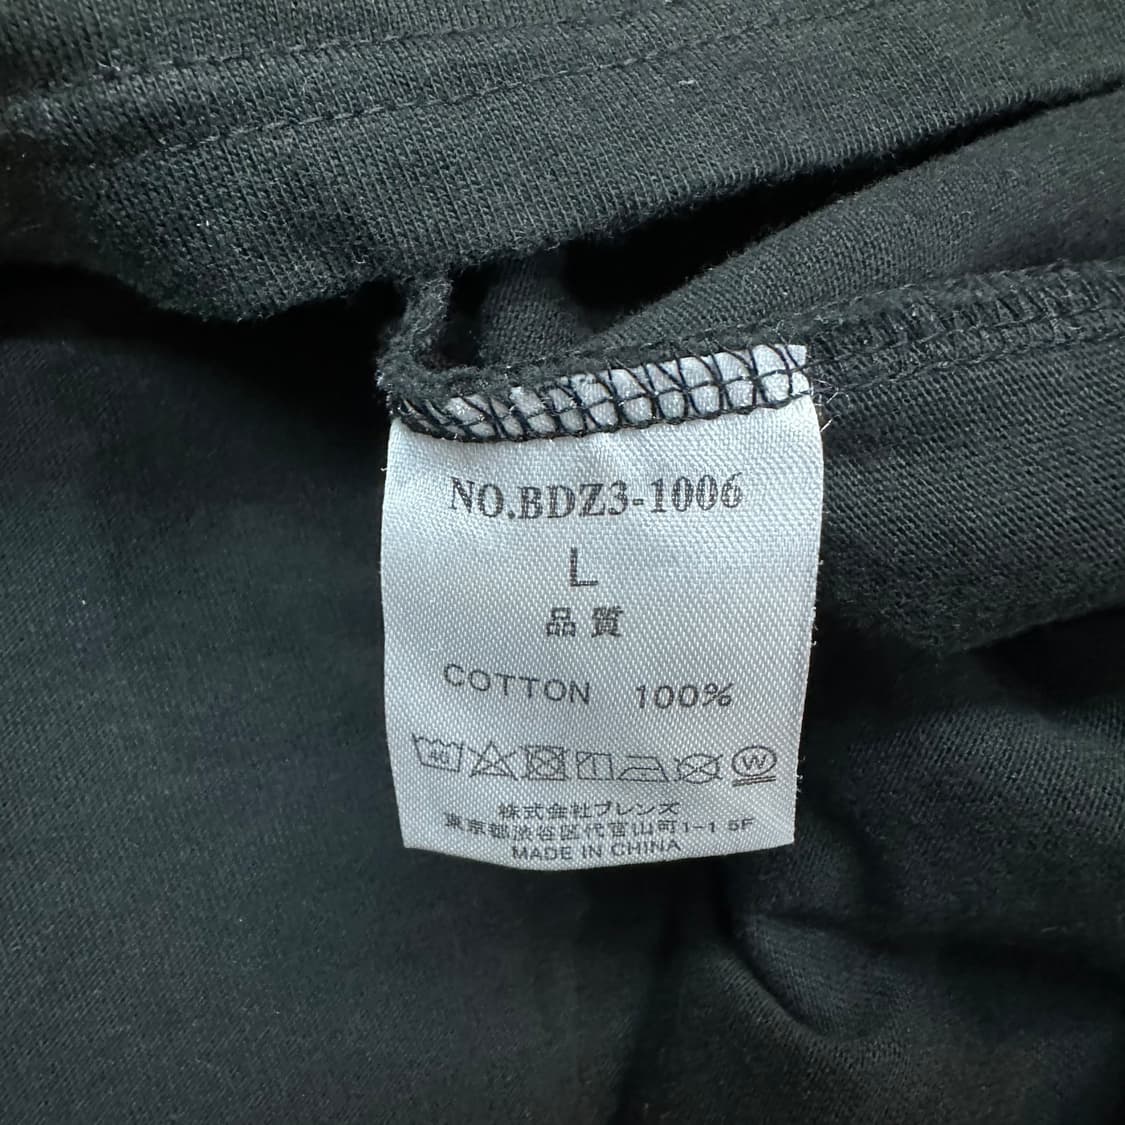 NO.BDZ3-1006
L
品質
COTTON 100%
40 W
株式会社ブレンズ
東京都渋谷区代官山町1-1 5F
MADE IN CHINA